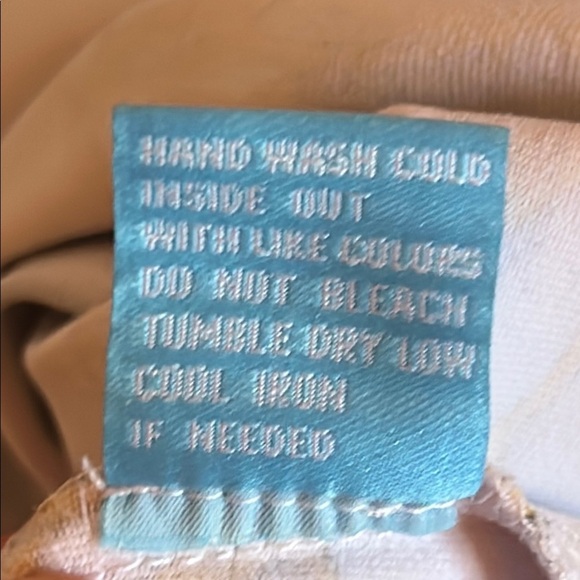 HAND WASH COLD
INSIDE OUT
WITH LIKE COLORS
DO NOT BLEACH
TUMBLE DRY LOW
COOL IRON
IF NEEDED